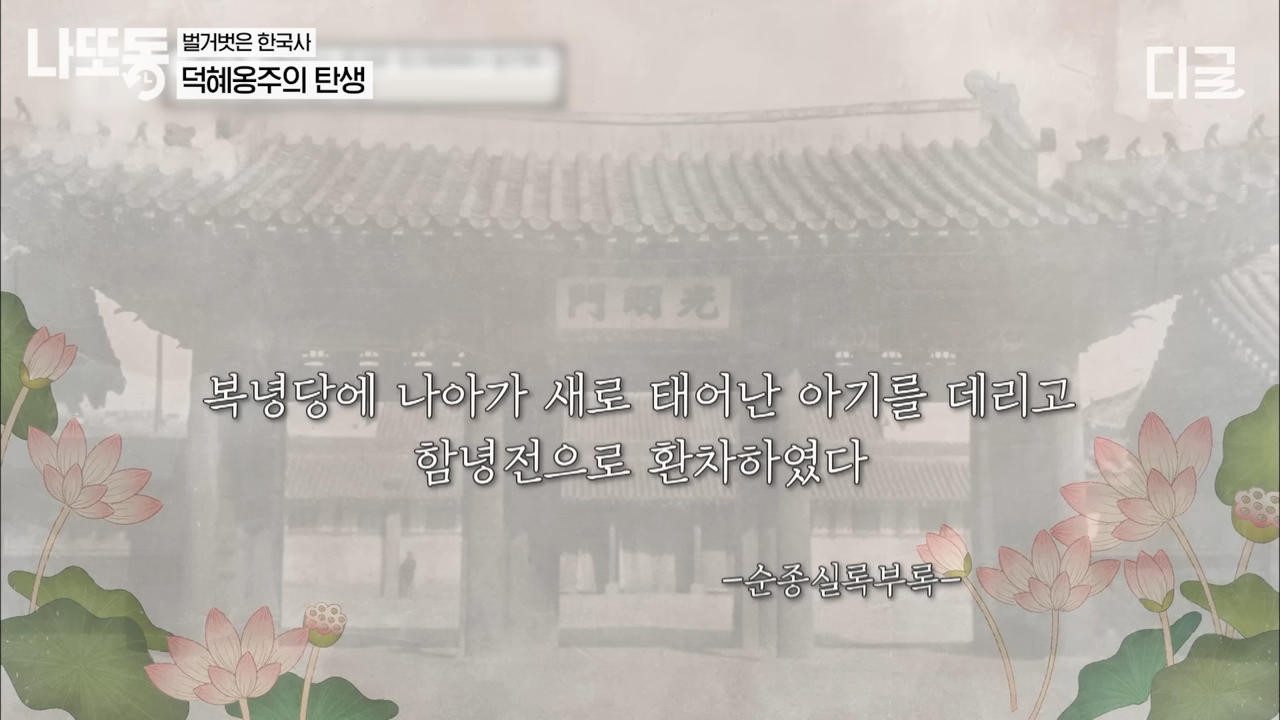 나또동
벌거벗은 한국사
덕혜옹주의 탄생
디글
光明門
복녕당에 나아가 새로 태어난 아기를 데리고
함녕전으로 환차하였다
-순종실록부록-